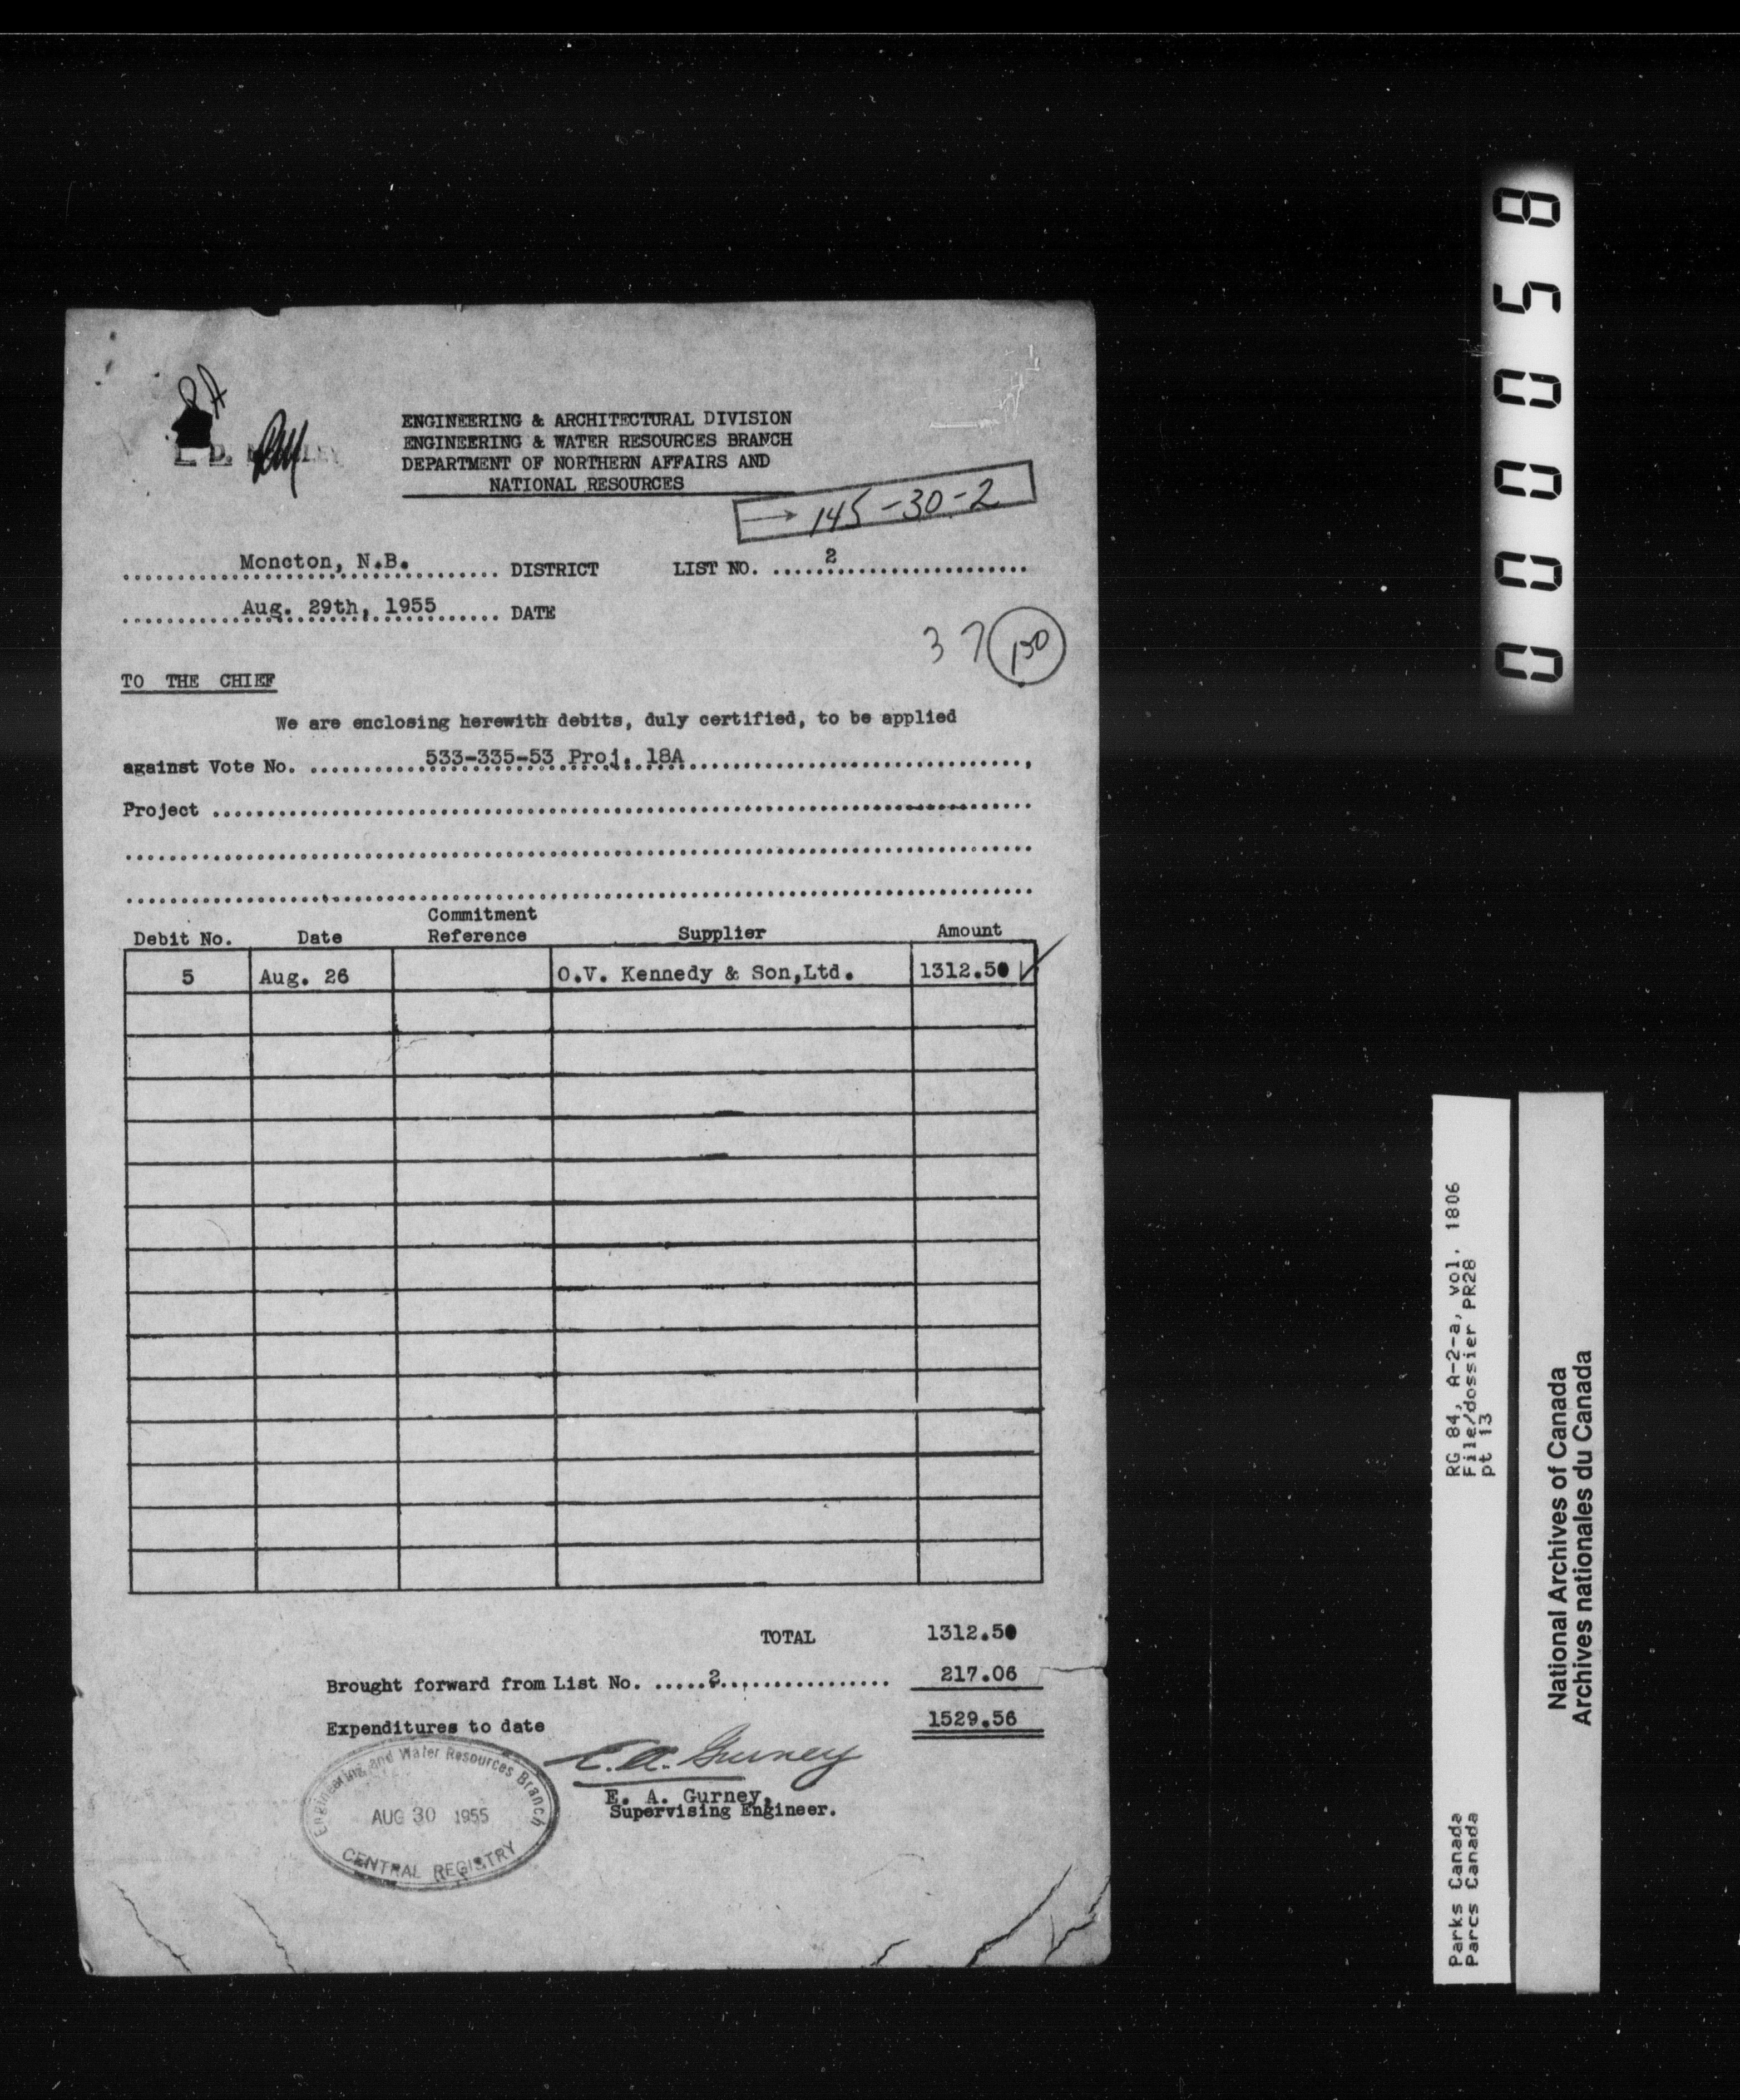 PA
L. D.
ENGINEERING & ARCHITECTURAL DIVISION
ENGINEERING & WATER RESOURCES BRANCH
DEPARTMENT OF NORTHERN AFFAIRS AND
NATIONAL RESOURCES
→ 145-30-2
Moncton, N.B. DISTRICT LIST NO. 2
Aug. 29th, 1955 DATE
37 130
TO THE CHIEF
We are enclosing herewith debits, duly certified, to be applied
against Vote No. 533-335-53 Proj. 18A,
Project
Debit No. Date Commitment Reference Supplier Amount
5 Aug. 26 O.V. Kennedy & Son,Ltd. 1312.50
TOTAL 1312.50
Brought forward from List No. 2 217.06
Expenditures to date 1529.56
E. A. Gurney
E. A. Gurney,
Supervising Engineer.
Engineering and Water Resources Branch
AUG 30 1955
CENTRAL REGISTRY
00058
RG 84, A-2-a, vol. 1806
File/dossier PR28
pt 13
Parks Canada
Parcs Canada
National Archives of Canada
Archives nationales du Canada